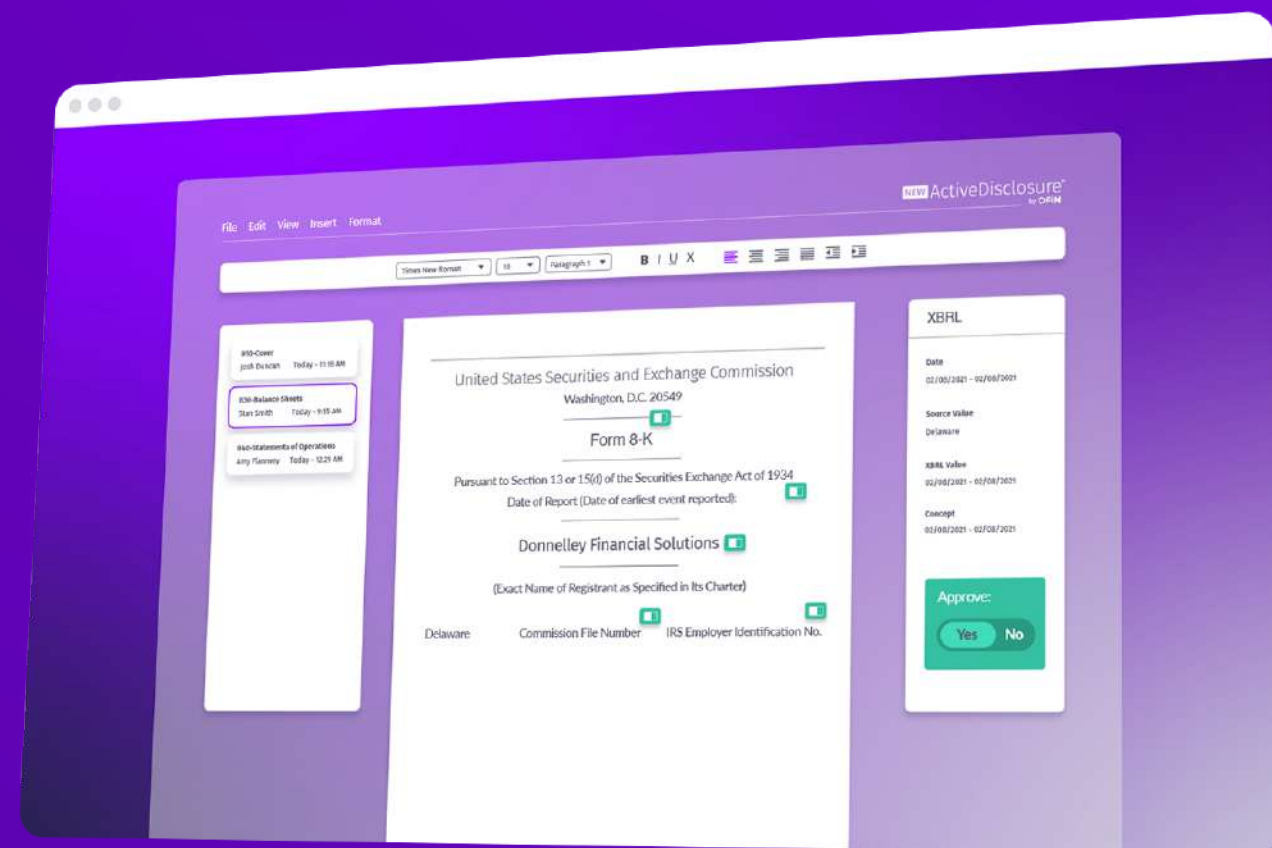 NEW ActiveDisclosure
by DFIN
File Edit View Insert Format
Times New Roman Paragraph 1 B I U X
010-Cover
Josh Duncan Today - 11:15 AM
030-Balance Sheets
Stan Smith Today - 9:35 AM
040-Statements of Operations
Amy Flannery Today - 12:25 AM
United States Securities and Exchange Commission
Washington, D.C. 20549
Form 8-K
Pursuant to Section 13 or 15(d) of the Securities Exchange Act of 1934
Date of Report (Date of earliest event reported):
Donnelley Financial Solutions
(Exact Name of Registrant as Specified in Its Charter)
Delaware Commission File Number IRS Employer Identification No.
XBRL
Date
02/08/2021 - 02/08/2021
Source Value
Delaware
XBRL Value
02/08/2021 - 02/08/2021
Concept
02/08/2021 - 02/08/2021
Approve:
Yes No